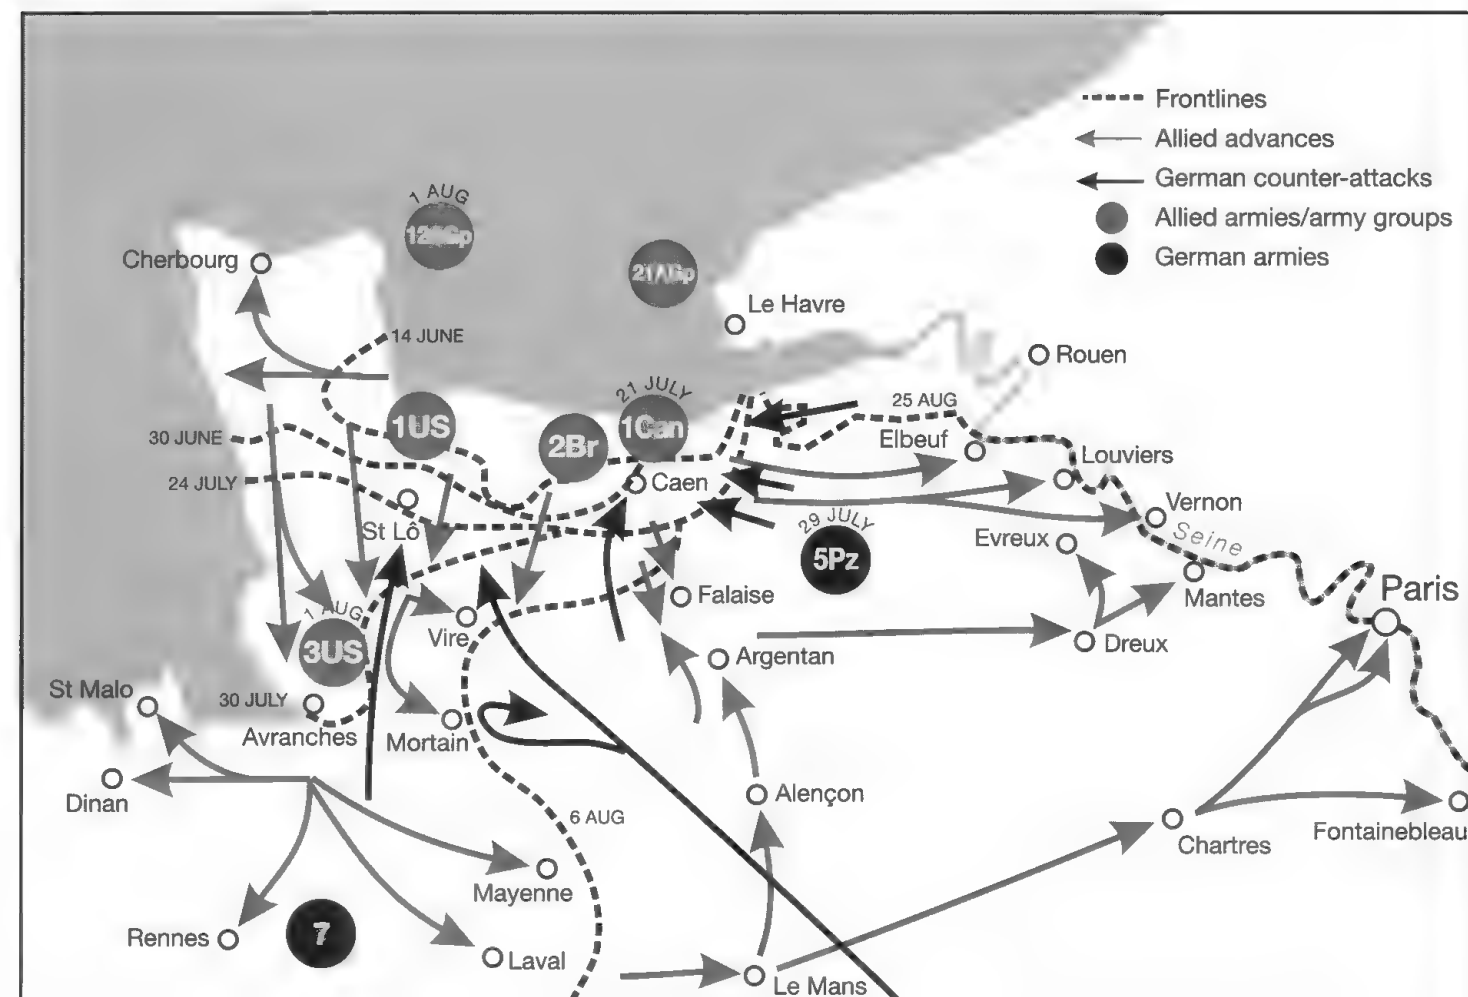 Frontlines
Allied advances
German counter-attacks
Allied armies/army groups
German armies
1 AUG
12AGp
21AGp
Cherbourg
Le Havre
14 JUNE
Rouen
21 JULY
25 AUG
1US
1Can
30 JUNE
2Br
Elbeuf
Louviers
24 JULY
Caen
Vernon
St Lô
29 JULY
Seine
Evreux
5Pz
Falaise
Mantes
Paris
1 AUG
Vire
3US
Argentan
Dreux
St Malo
30 JULY
Avranches
Mortain
Dinan
Alençon
6 AUG
Chartres
Fontainebleau
Mayenne
Rennes
7
Laval
Le Mans